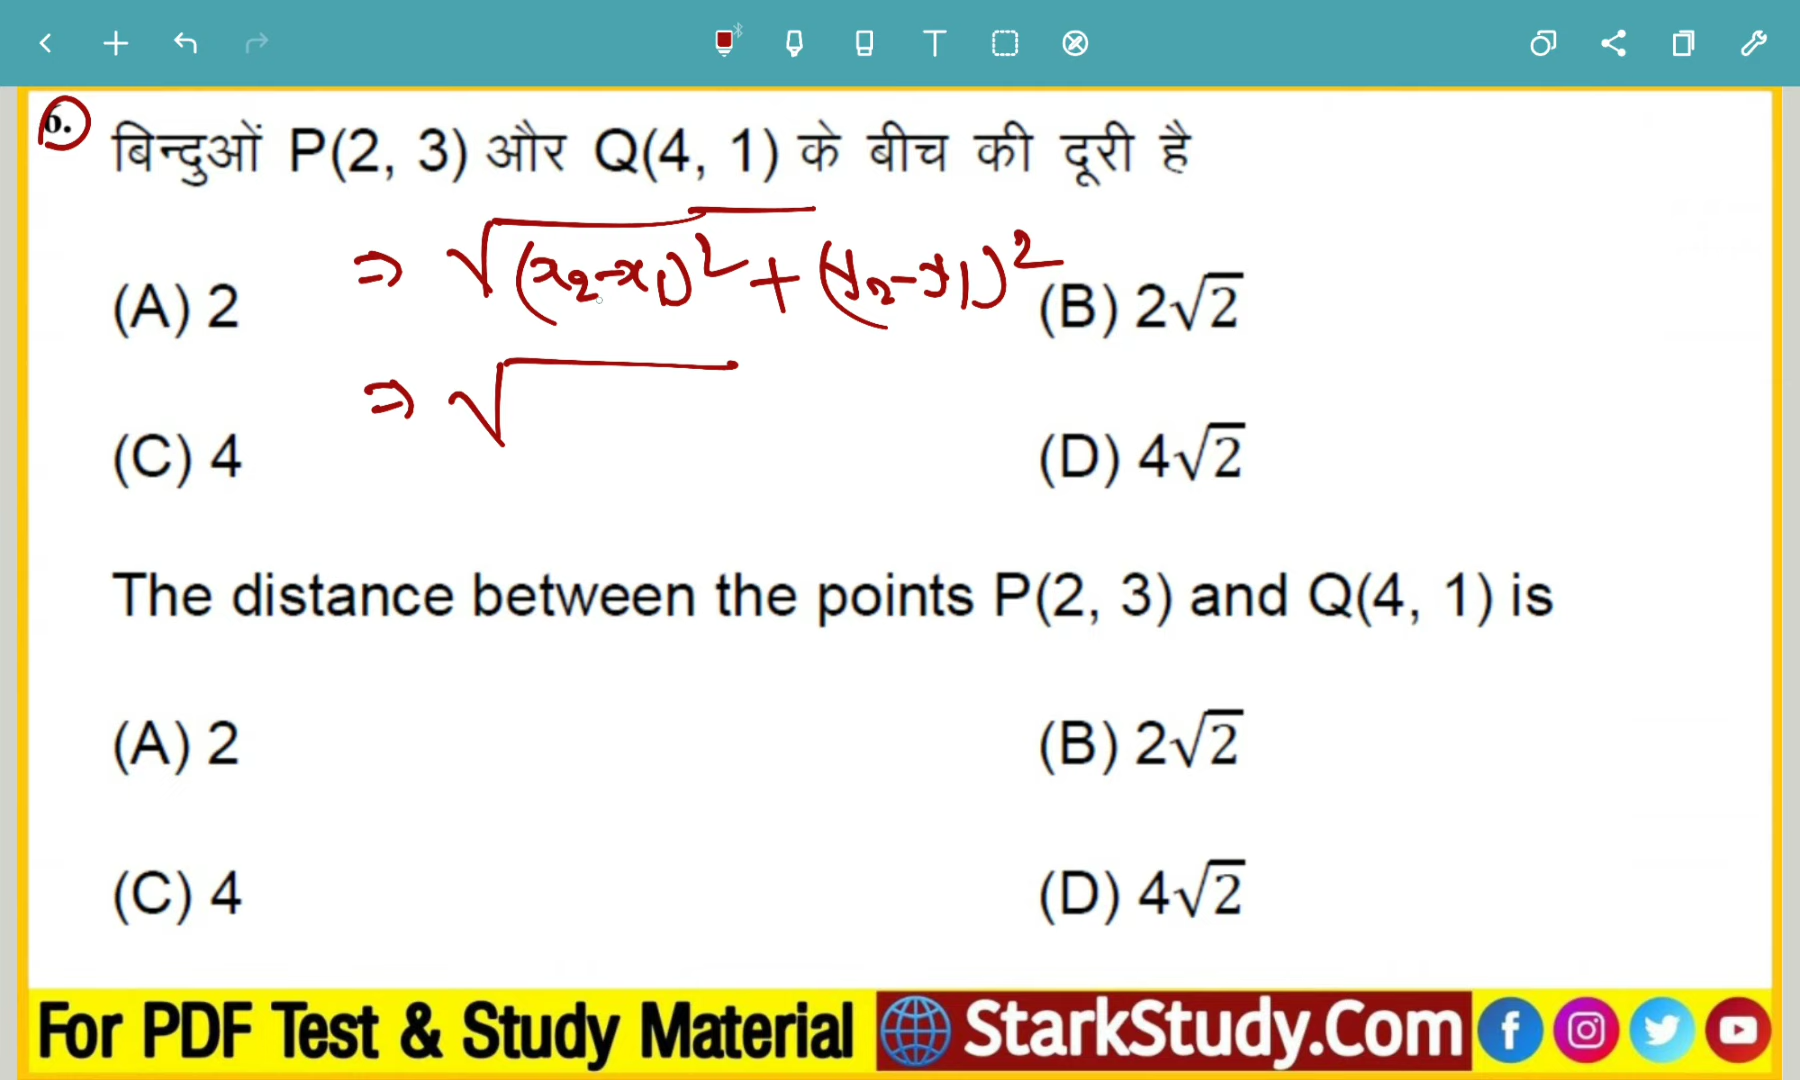 6.
बिन्दुओं P(2, 3) और Q(4, 1) के बीच की दूरी है
⇒ √(x₂-x₁)² + (y₂-y₁)²
(A) 2 (B) 2√2
⇒ √
(C) 4 (D) 4√2
The distance between the points P(2, 3) and Q(4, 1) is
(A) 2 (B) 2√2
(C) 4 (D) 4√2
For PDF Test & Study Material StarkStudy.Com